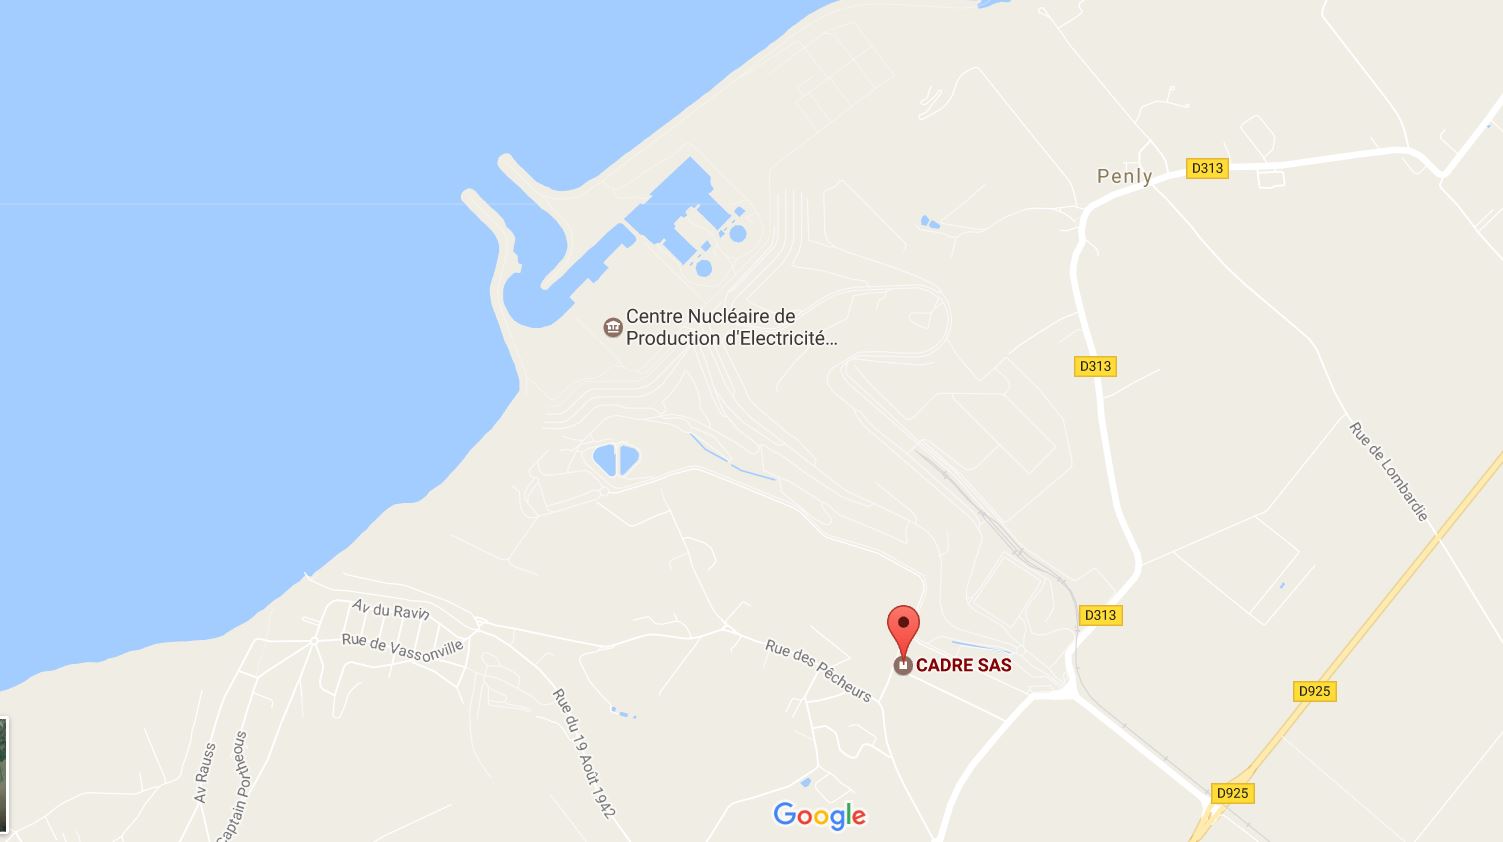 D313
Penly
Centre Nucléaire de
Production d'Electricité...
D313
Rue de Lombardie
Av du Ravin
D313
Rue de Vassonville
Rue des Pêcheurs
CADRE SAS
D925
Rue du 19 Août 1942
Av Rauss
Captain Portheous
D925
Google